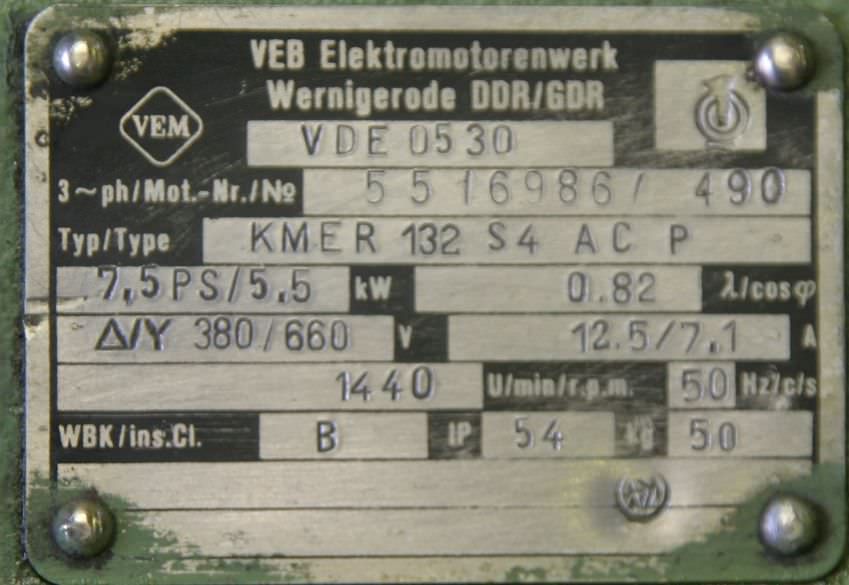 VEB Elektromotorenwerk
Wernigerode DDR/GDR
VEM
VDE 0530
3~ph/Mot.-Nr./№ 5516986/ 490
Typ/Type KMER 132 S4 AC P
7,5PS/5,5 kW 0.82 λ/cosφ
Δ/Y 380/660 V 12.5/7,1 A
1440 U/min/r.p.m. 50 Hz/c/s
WBK/ins.Cl. B IP 54 kg 50